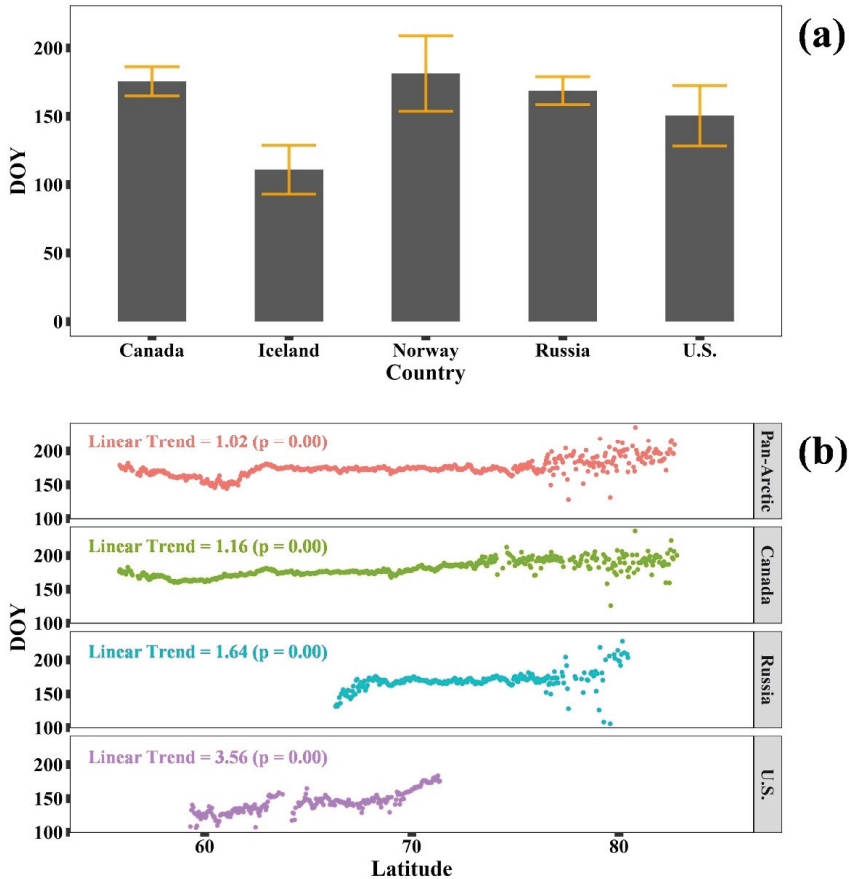 (a)
200
150
100
50
0
DOY
Canada Iceland Norway Russia U.S.
Country
(b)
Linear Trend = 1.02 (p = 0.00)
200
150
100
Pan-Arctic
Linear Trend = 1.16 (p = 0.00)
200
150
100
Canada
Linear Trend = 1.64 (p = 0.00)
200
150
100
Russia
Linear Trend = 3.56 (p = 0.00)
200
150
100
U.S.
DOY
60 70 80
Latitude